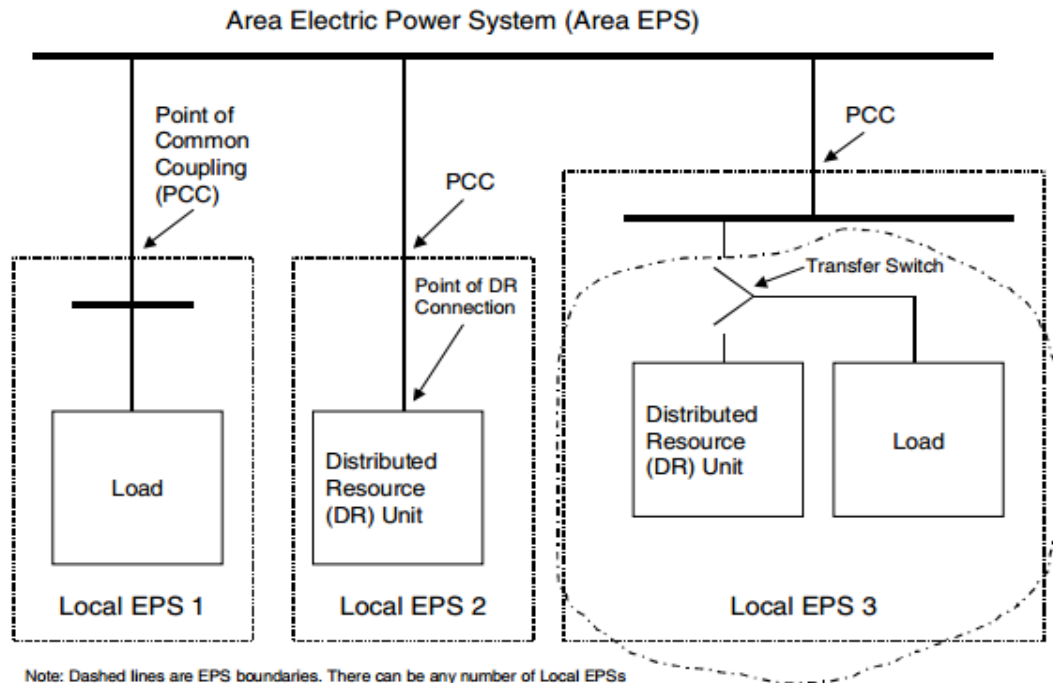 Area Electric Power System (Area EPS)
Point of
Common
Coupling
(PCC)
PCC
PCC
Point of DR
Connection
Transfer Switch
Load
Distributed
Resource
(DR) Unit
Distributed
Resource
(DR) Unit
Load
Local EPS 1
Local EPS 2
Local EPS 3
Note: Dashed lines are EPS boundaries. There can be any number of Local EPSs